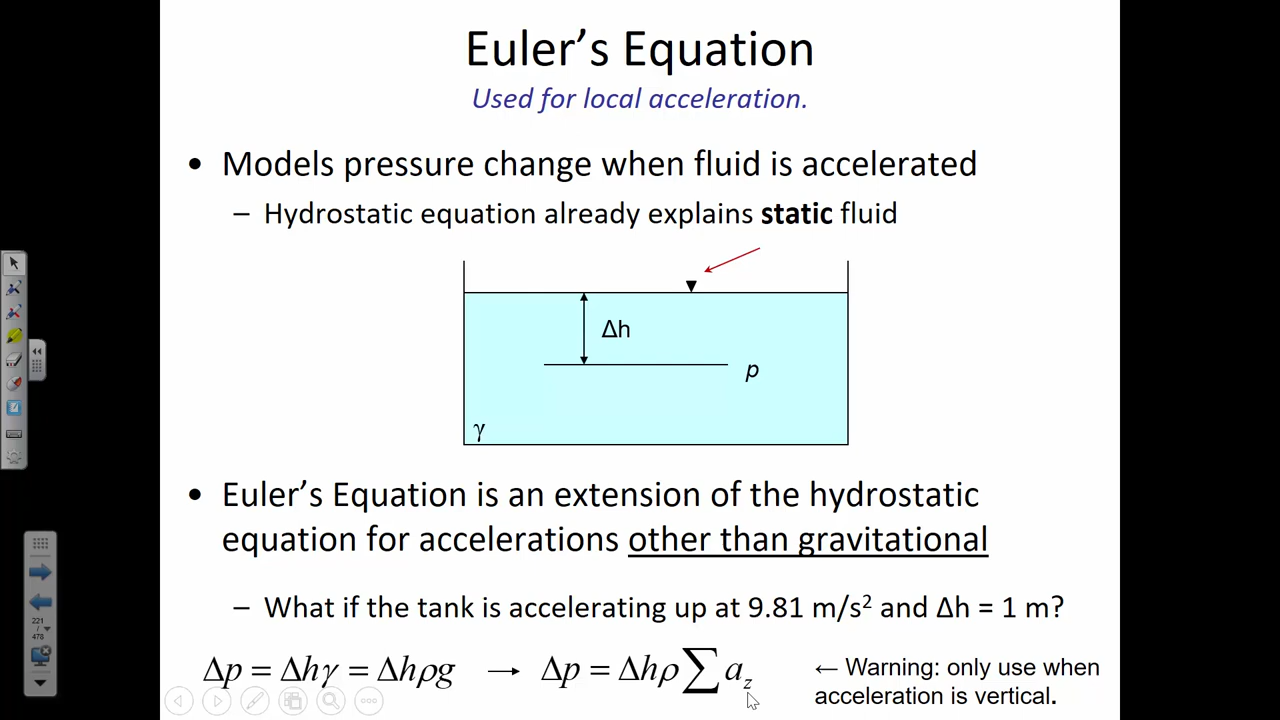 Euler’s Equation
Used for local acceleration.
• Models pressure change when fluid is accelerated
– Hydrostatic equation already explains static fluid
Δh
p
γ
• Euler’s Equation is an extension of the hydrostatic
equation for accelerations other than gravitational
– What if the tank is accelerating up at 9.81 m/s² and Δh = 1 m?
Δp = Δhγ = Δhρg → Δp = Δhρ∑a_z
← Warning: only use when
acceleration is vertical.
221
/
478